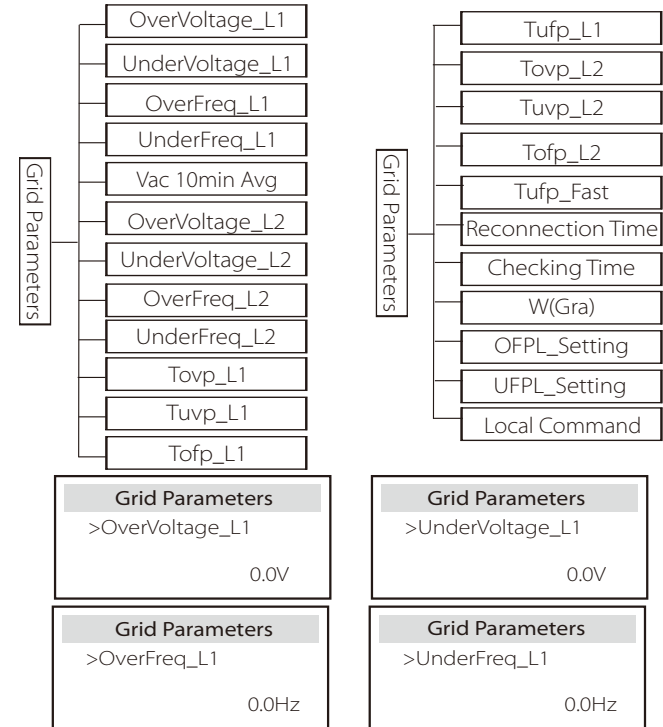 Grid Parameters
OverVoltage_L1
UnderVoltage_L1
OverFreq_L1
UnderFreq_L1
Vac 10min Avg
OverVoltage_L2
UnderVoltage_L2
OverFreq_L2
UnderFreq_L2
Tovp_L1
Tuvp_L1
Tofp_L1
Grid Parameters
Tufp_L1
Tovp_L2
Tuvp_L2
Tofp_L2
Tufp_Fast
Reconnection Time
Checking Time
W(Gra)
OFPL_Setting
UFPL_Setting
Local Command
Grid Parameters
>OverVoltage_L1
0.0V
Grid Parameters
>UnderVoltage_L1
0.0V
Grid Parameters
>OverFreq_L1
0.0Hz
Grid Parameters
>UnderFreq_L1
0.0Hz